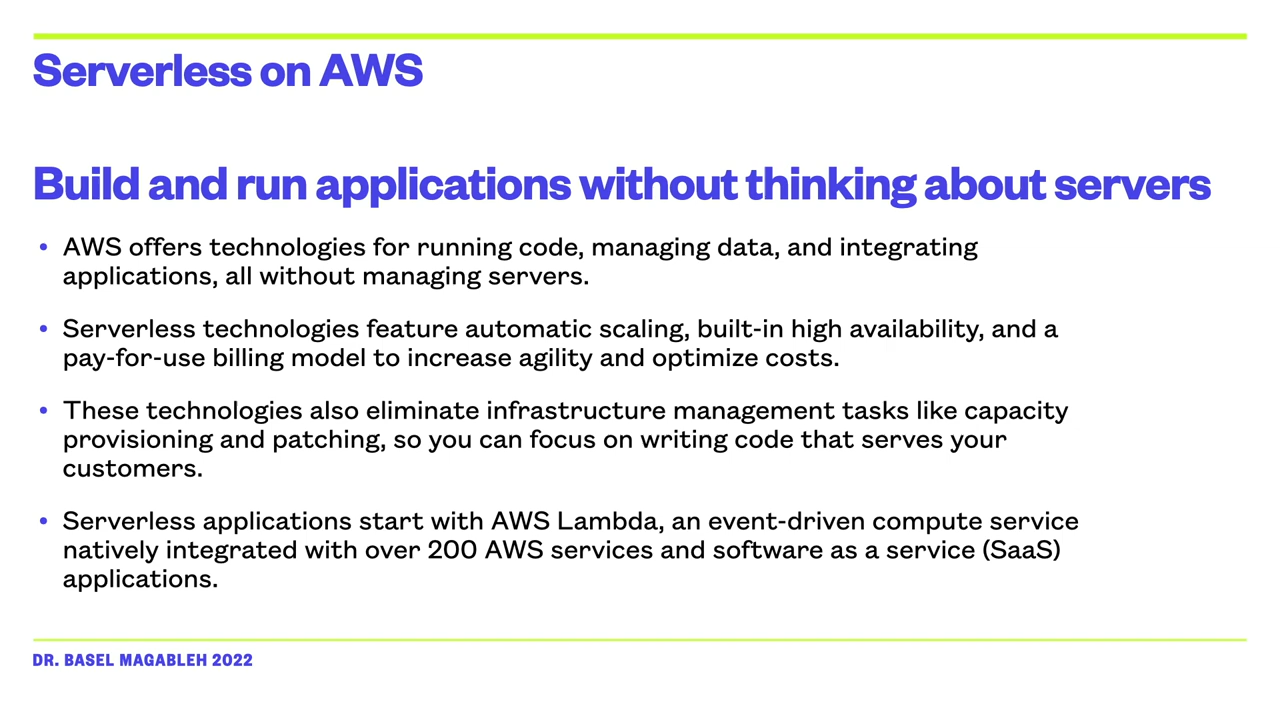 Serverless on AWS
Build and run applications without thinking about servers
• AWS offers technologies for running code, managing data, and integrating
applications, all without managing servers.
• Serverless technologies feature automatic scaling, built-in high availability, and a
pay-for-use billing model to increase agility and optimize costs.
• These technologies also eliminate infrastructure management tasks like capacity
provisioning and patching, so you can focus on writing code that serves your
customers.
• Serverless applications start with AWS Lambda, an event-driven compute service
natively integrated with over 200 AWS services and software as a service (SaaS)
applications.
DR. BASEL MAGABLEH 2022